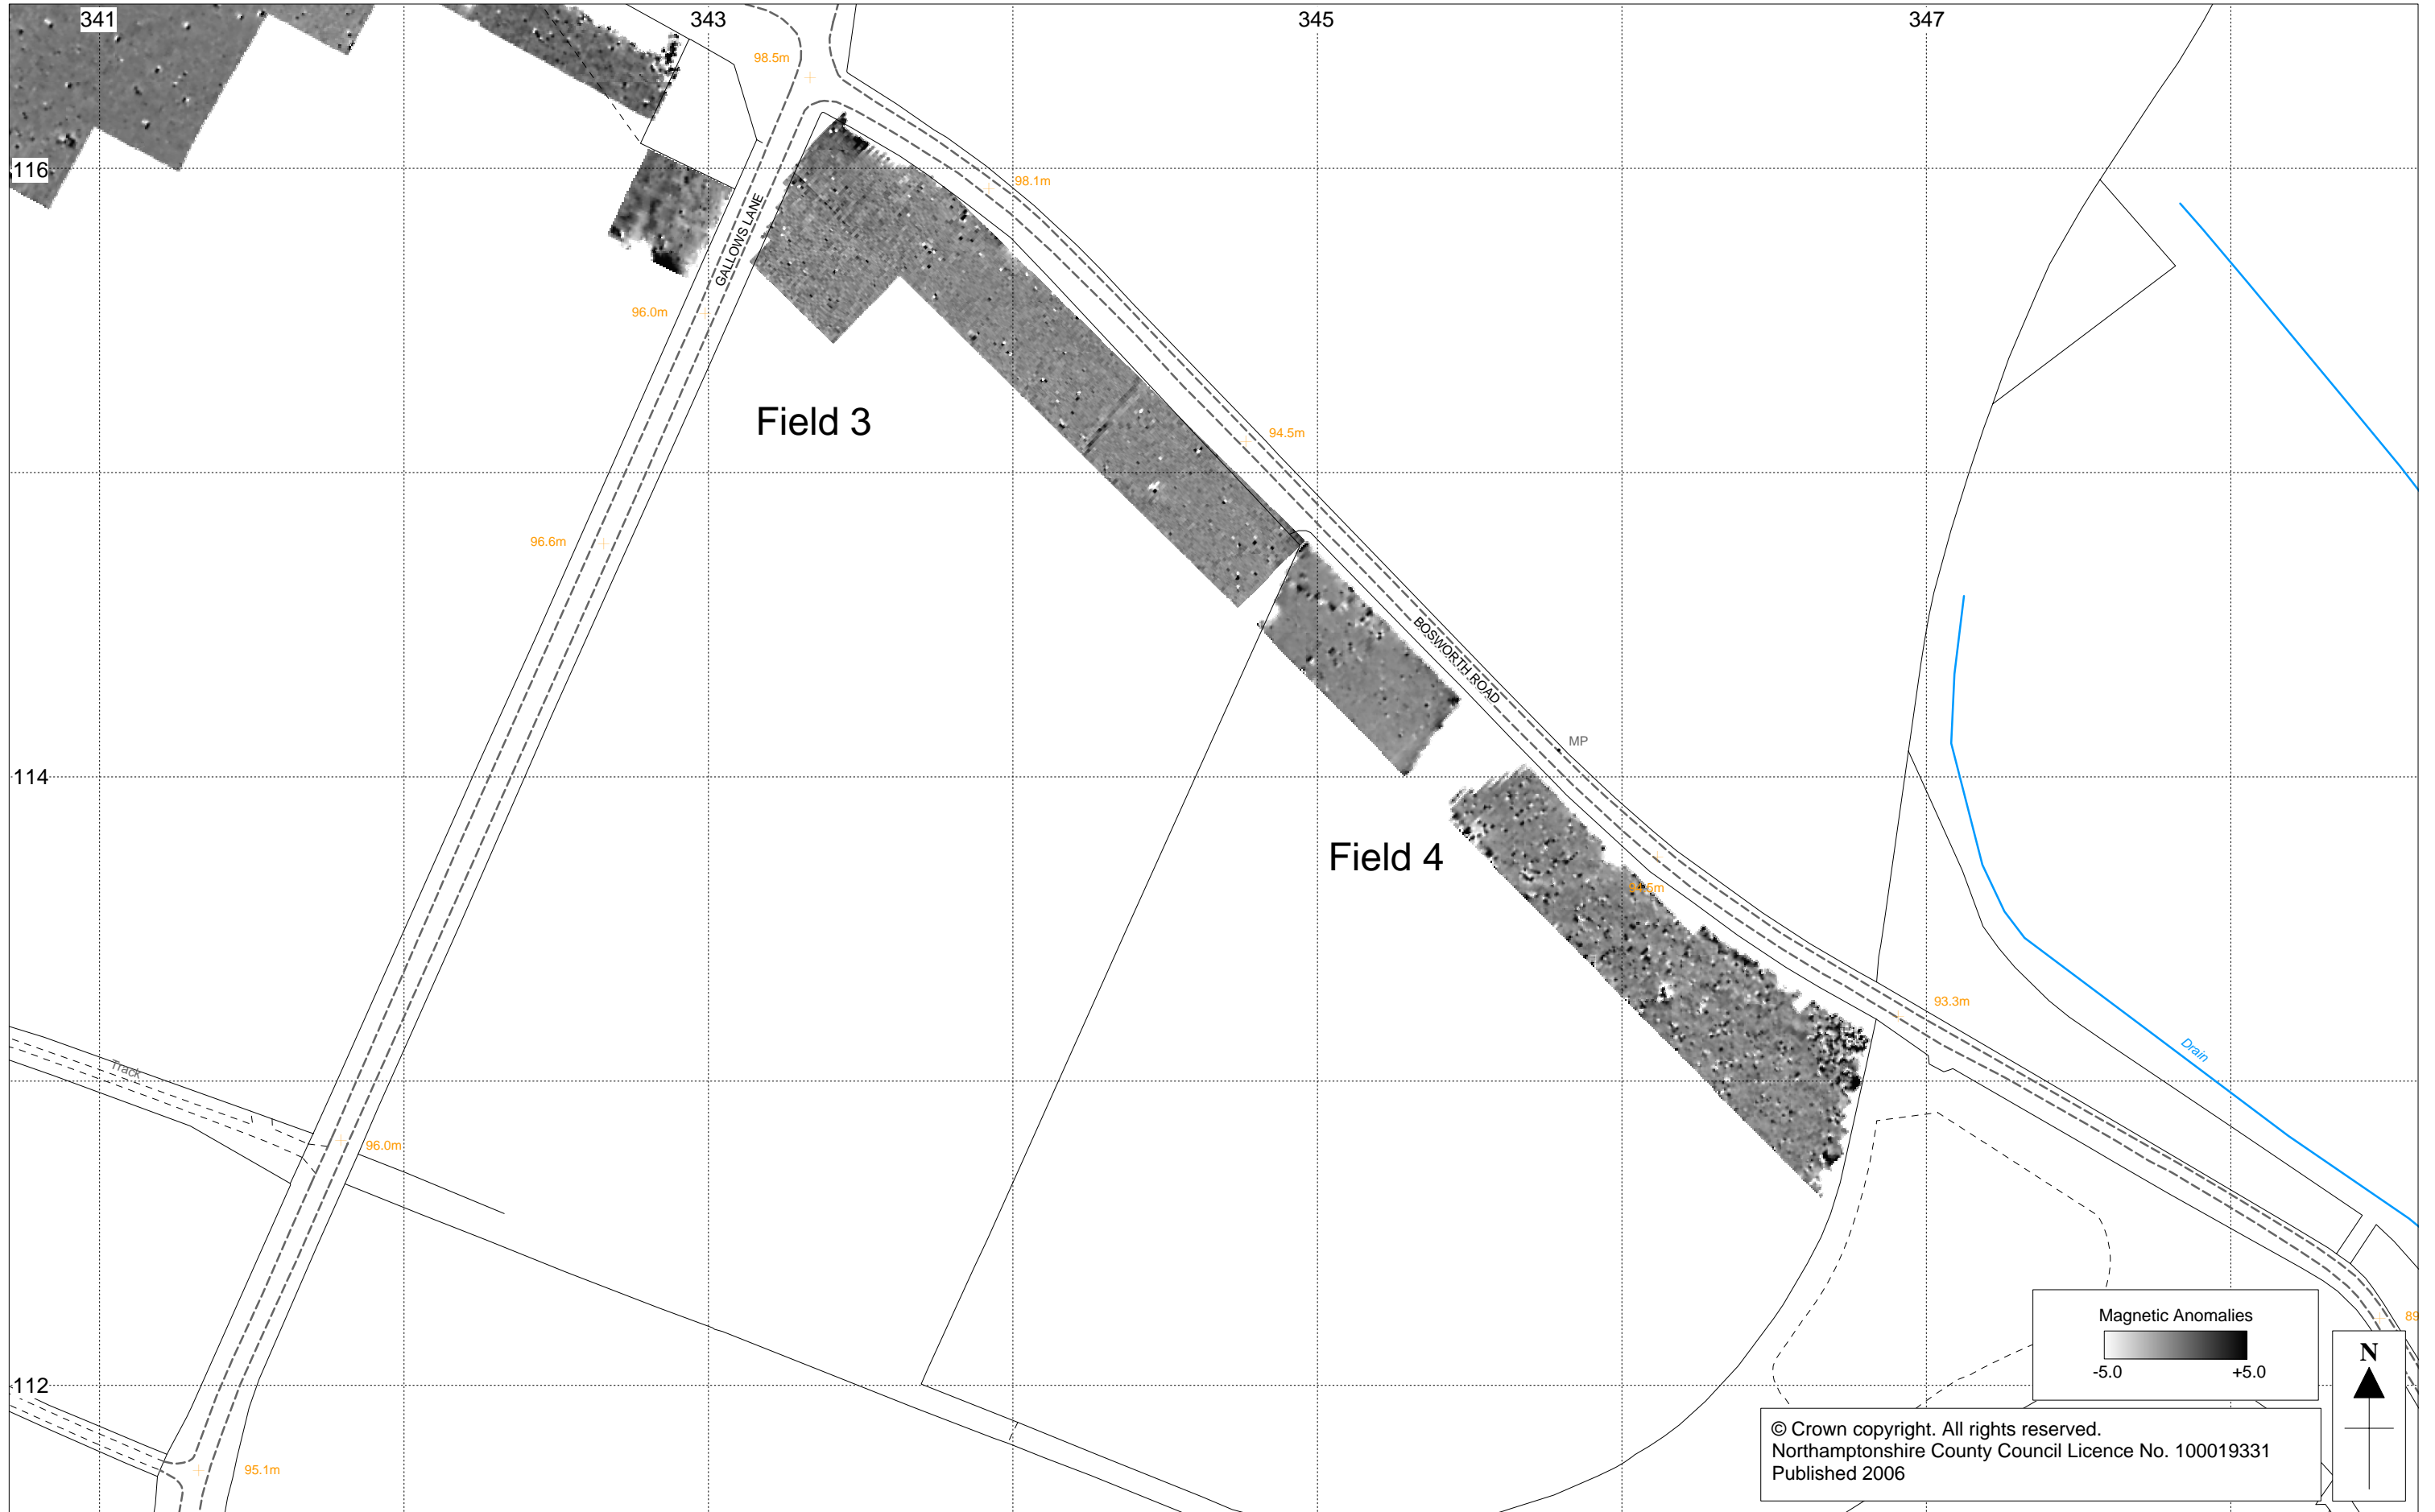 341
343
345
347
98.5m
116
98.1m
GALLOWS LANE
96.0m
Field 3
94.5m
96.6m
BOSWORTH ROAD
MP
114
Field 4
93.3m
Drain
Track
96.0m
Magnetic Anomalies
-5.0 +5.0
N
112
© Crown copyright. All rights reserved.
Northamptonshire County Council Licence No. 100019331
Published 2006
95.1m